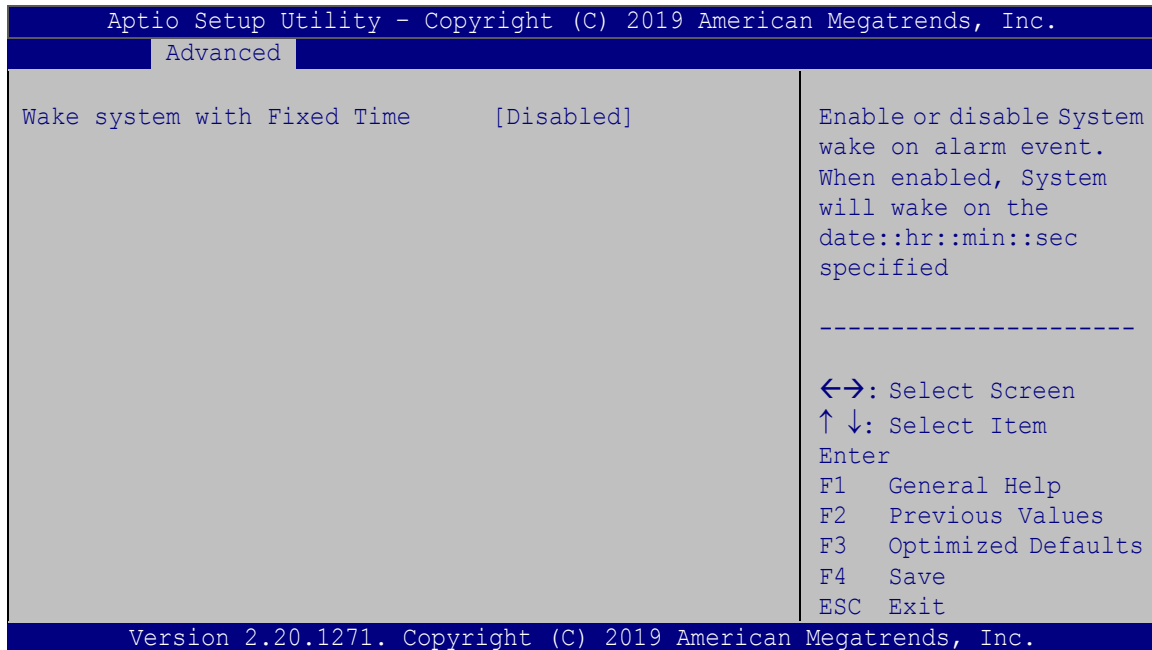 Aptio Setup Utility – Copyright (C) 2019 American Megatrends, Inc.
Advanced
Wake system with Fixed Time [Disabled]
Enable or disable System
wake on alarm event.
When enabled, System
will wake on the
date::hr::min::sec
specified
----------------------
←→: Select Screen
↑ ↓: Select Item
Enter
F1 General Help
F2 Previous Values
F3 Optimized Defaults
F4 Save
ESC Exit
Version 2.20.1271. Copyright (C) 2019 American Megatrends, Inc.